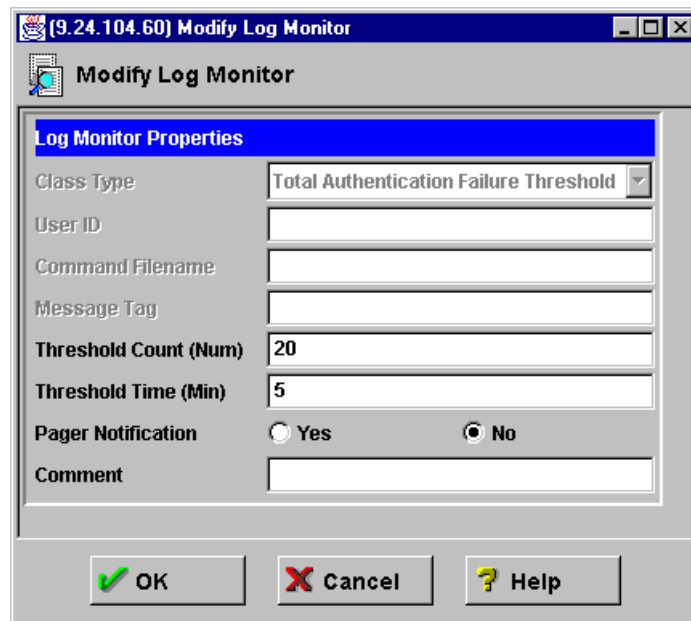 (9.24.104.60) Modify Log Monitor
Modify Log Monitor
Log Monitor Properties
Class Type Total Authentication Failure Threshold
User ID
Command Filename
Message Tag
Threshold Count (Num) 20
Threshold Time (Min) 5
Pager Notification Yes No
Comment
OK Cancel ? Help